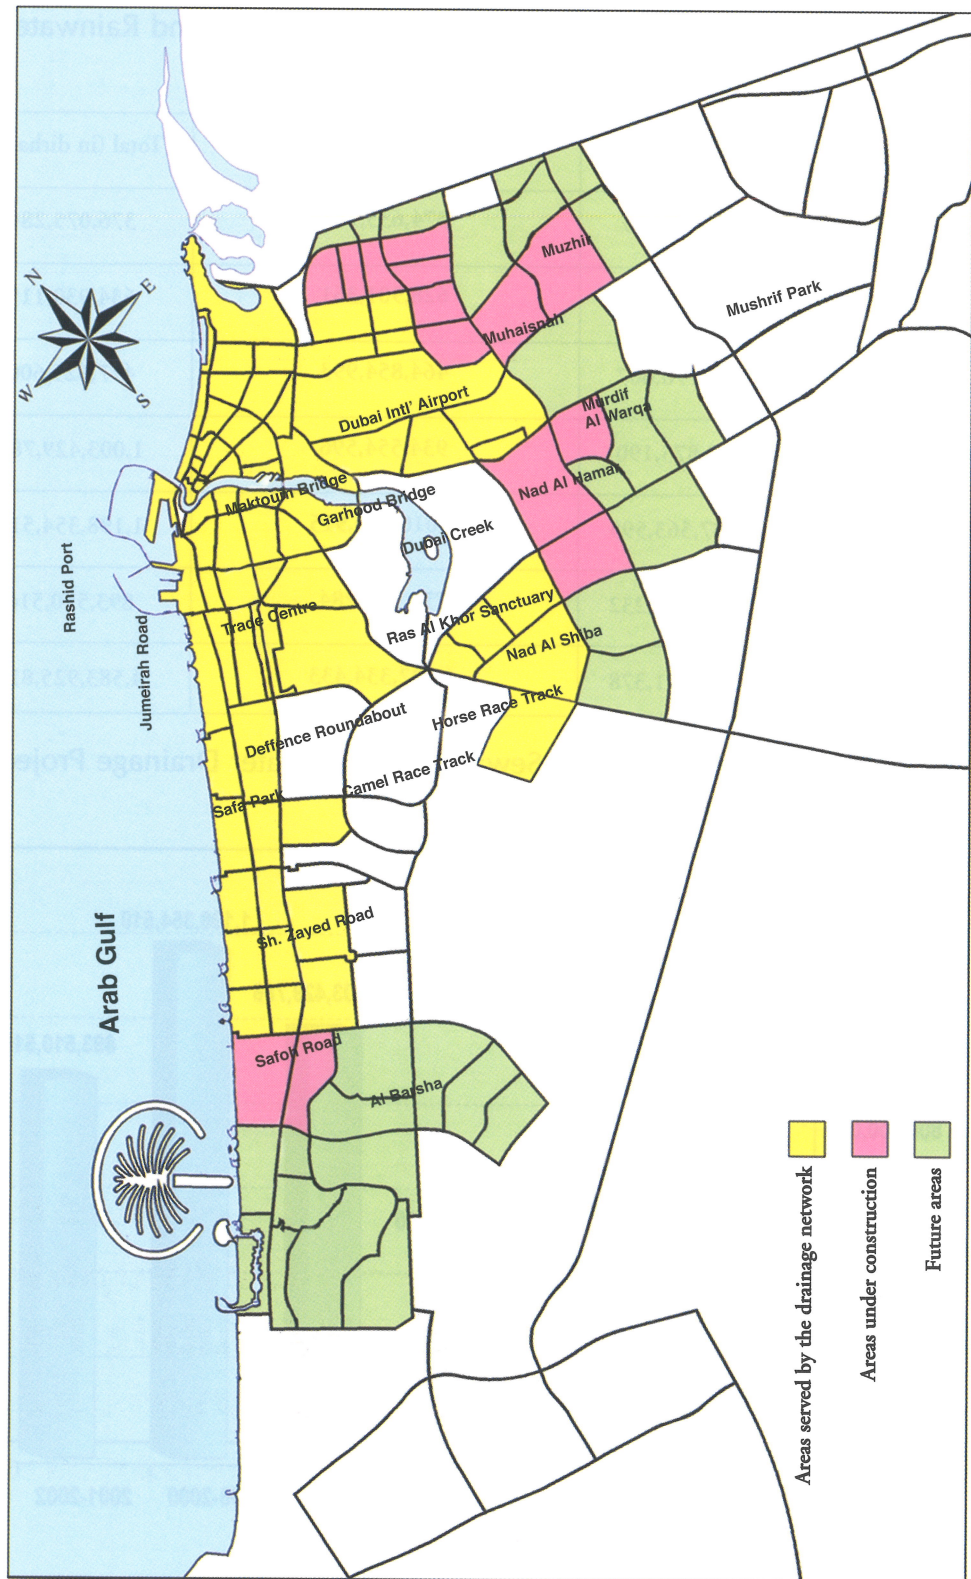 N
E
W
S
Mushrif Park
Muzhir
Muhaisnah
Murdif
Al Warqa
Dubai Intl' Airport
Nad Al Hamar
Maktoum Bridge
Garhood Bridge
Dubai Creek
Rashid Port
Trade Centre
Ras Al Khor Sanctuary
Nad Al Shiba
Jumeirah Road
Deffence Roundabout
Horse Race Track
Camel Race Track
Safa Park
Sh. Zayed Road
Arab Gulf
Safoh Road
Al Barsha
Areas served by the drainage network
Areas under construction
Future areas